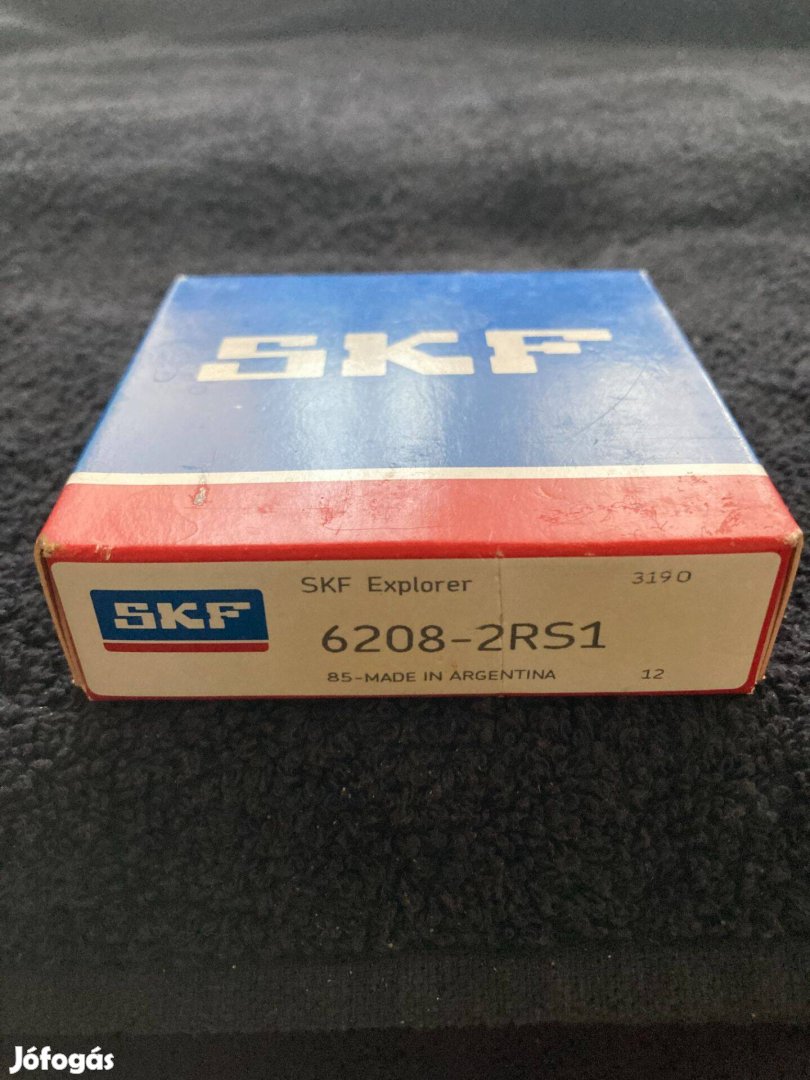 SKF
SKF
SKF Explorer 3190
6208-2RS1
85-MADE IN ARGENTINA 12
Jófogás